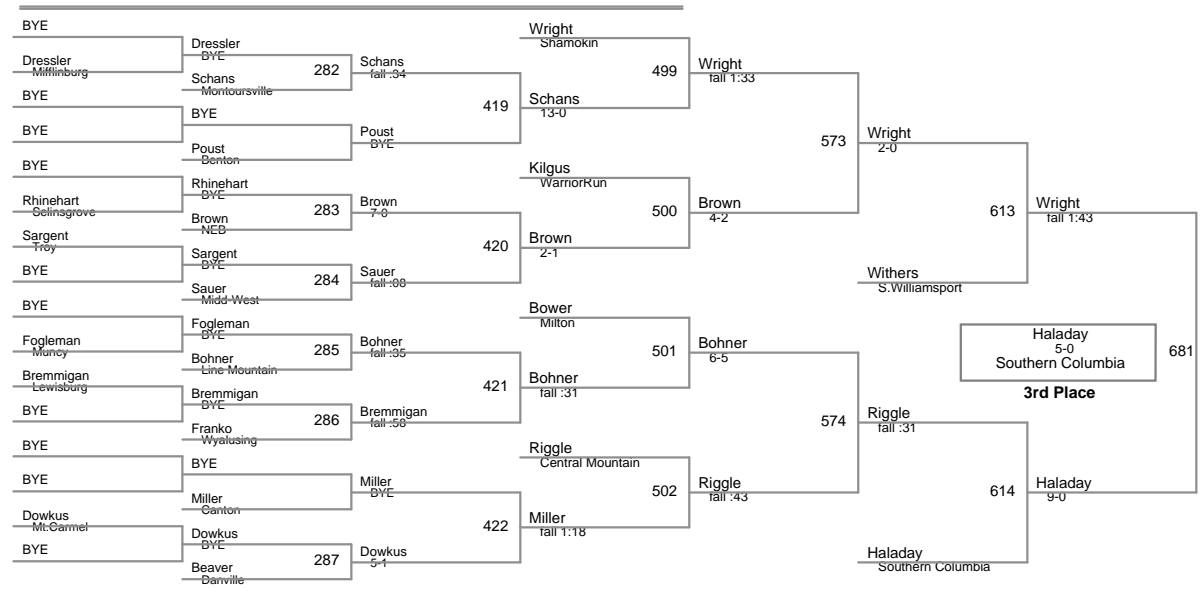 BYE
Dressler
Mifflinburg
BYE
BYE
BYE
Rhinehart
Selinsgrove
Sargent
Troy
BYE
BYE
Fogleman
Muncy
Bremmigan
Lewisburg
BYE
BYE
BYE
Dowkus
Mt.Carmel
BYE
Dressler
BYE
282
Schans
Montoursville
BYE
Poust
Benton
Rhinehart
BYE
283
Brown
NEB
Sargent
BYE
284
Sauer
Midd-West
Fogleman
BYE
285
Bohner
Line Mountain
Bremmigan
BYE
286
Franko
Wyalusing
BYE
Miller
Canton
Dowkus
BYE
287
Beaver
Danville
Schans
fall :34
419
Poust
BYE
Brown
7-0
420
Sauer
fall :08
Bohner
fall :35
421
Bremmigan
fall :58
Miller
BYE
422
Dowkus
5-1
Wright
Shamokin
499
Schans
13-0
Kilgus
WarriorRun
500
Brown
2-1
Bower
Milton
501
Bohner
fall :31
Riggle
Central Mountain
502
Miller
fall 1:18
Wright
fall 1:33
573
Brown
4-2
Bohner
6-5
574
Riggle
fall :43
Wright
2-0
613
Withers
S.Williamsport
Riggle
fall :31
614
Haladay
Southern Columbia
Wright
fall 1:43
Haladay
5-0
Southern Columbia
681
3rd Place
Haladay
9-0